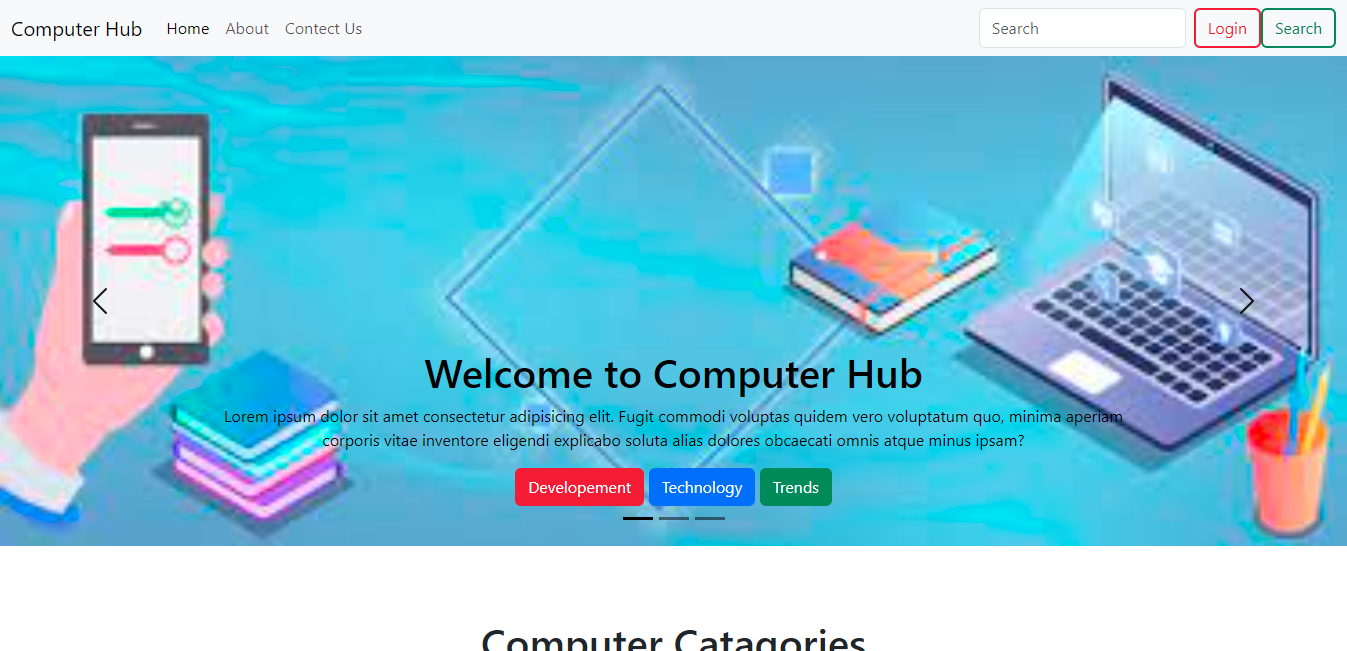 Computer Hub Home About Contect Us Search Login Search
Welcome to Computer Hub
Lorem ipsum dolor sit amet consectetur adipisicing elit. Fugit commodi voluptas quidem vero voluptatum quo, minima aperiam
corporis vitae inventore eligendi explicabo soluta alias dolores obcaecati omnis atque minus ipsam?
Developement Technology Trends
Computer Catagories